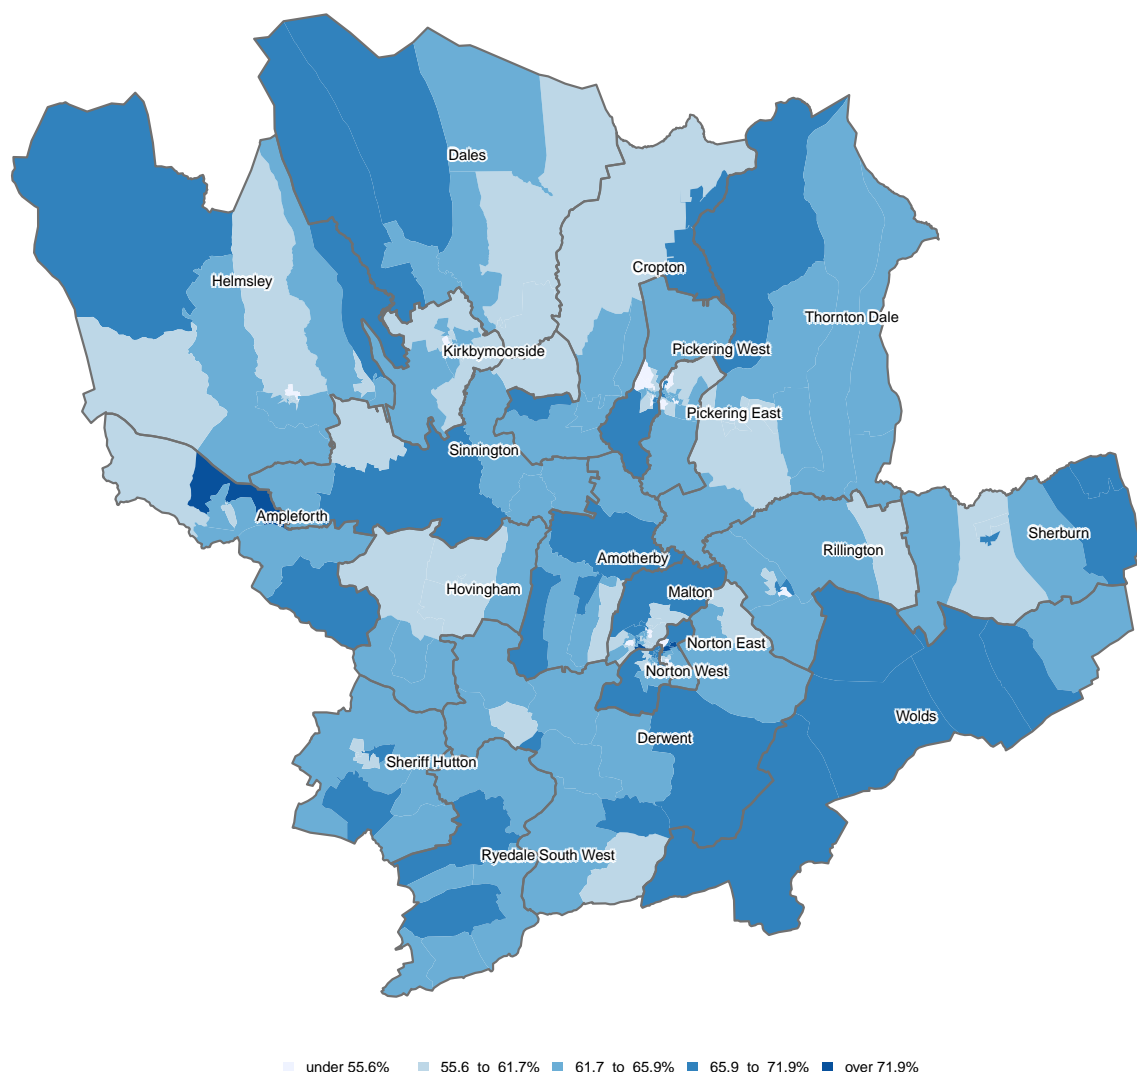 Dales
Cropton
Helmsley
Thornton Dale
Kirkbymoorside
Pickering West
Pickering East
Sinnington
Ampleforth
Sherburn
Rillington
Amotherby
Hovingham
Malton
Norton East
Norton West
Wolds
Derwent
Sheriff Hutton
Ryedale South West
under 55.6% 55.6 to 61.7% 61.7 to 65.9% 65.9 to 71.9% over 71.9%